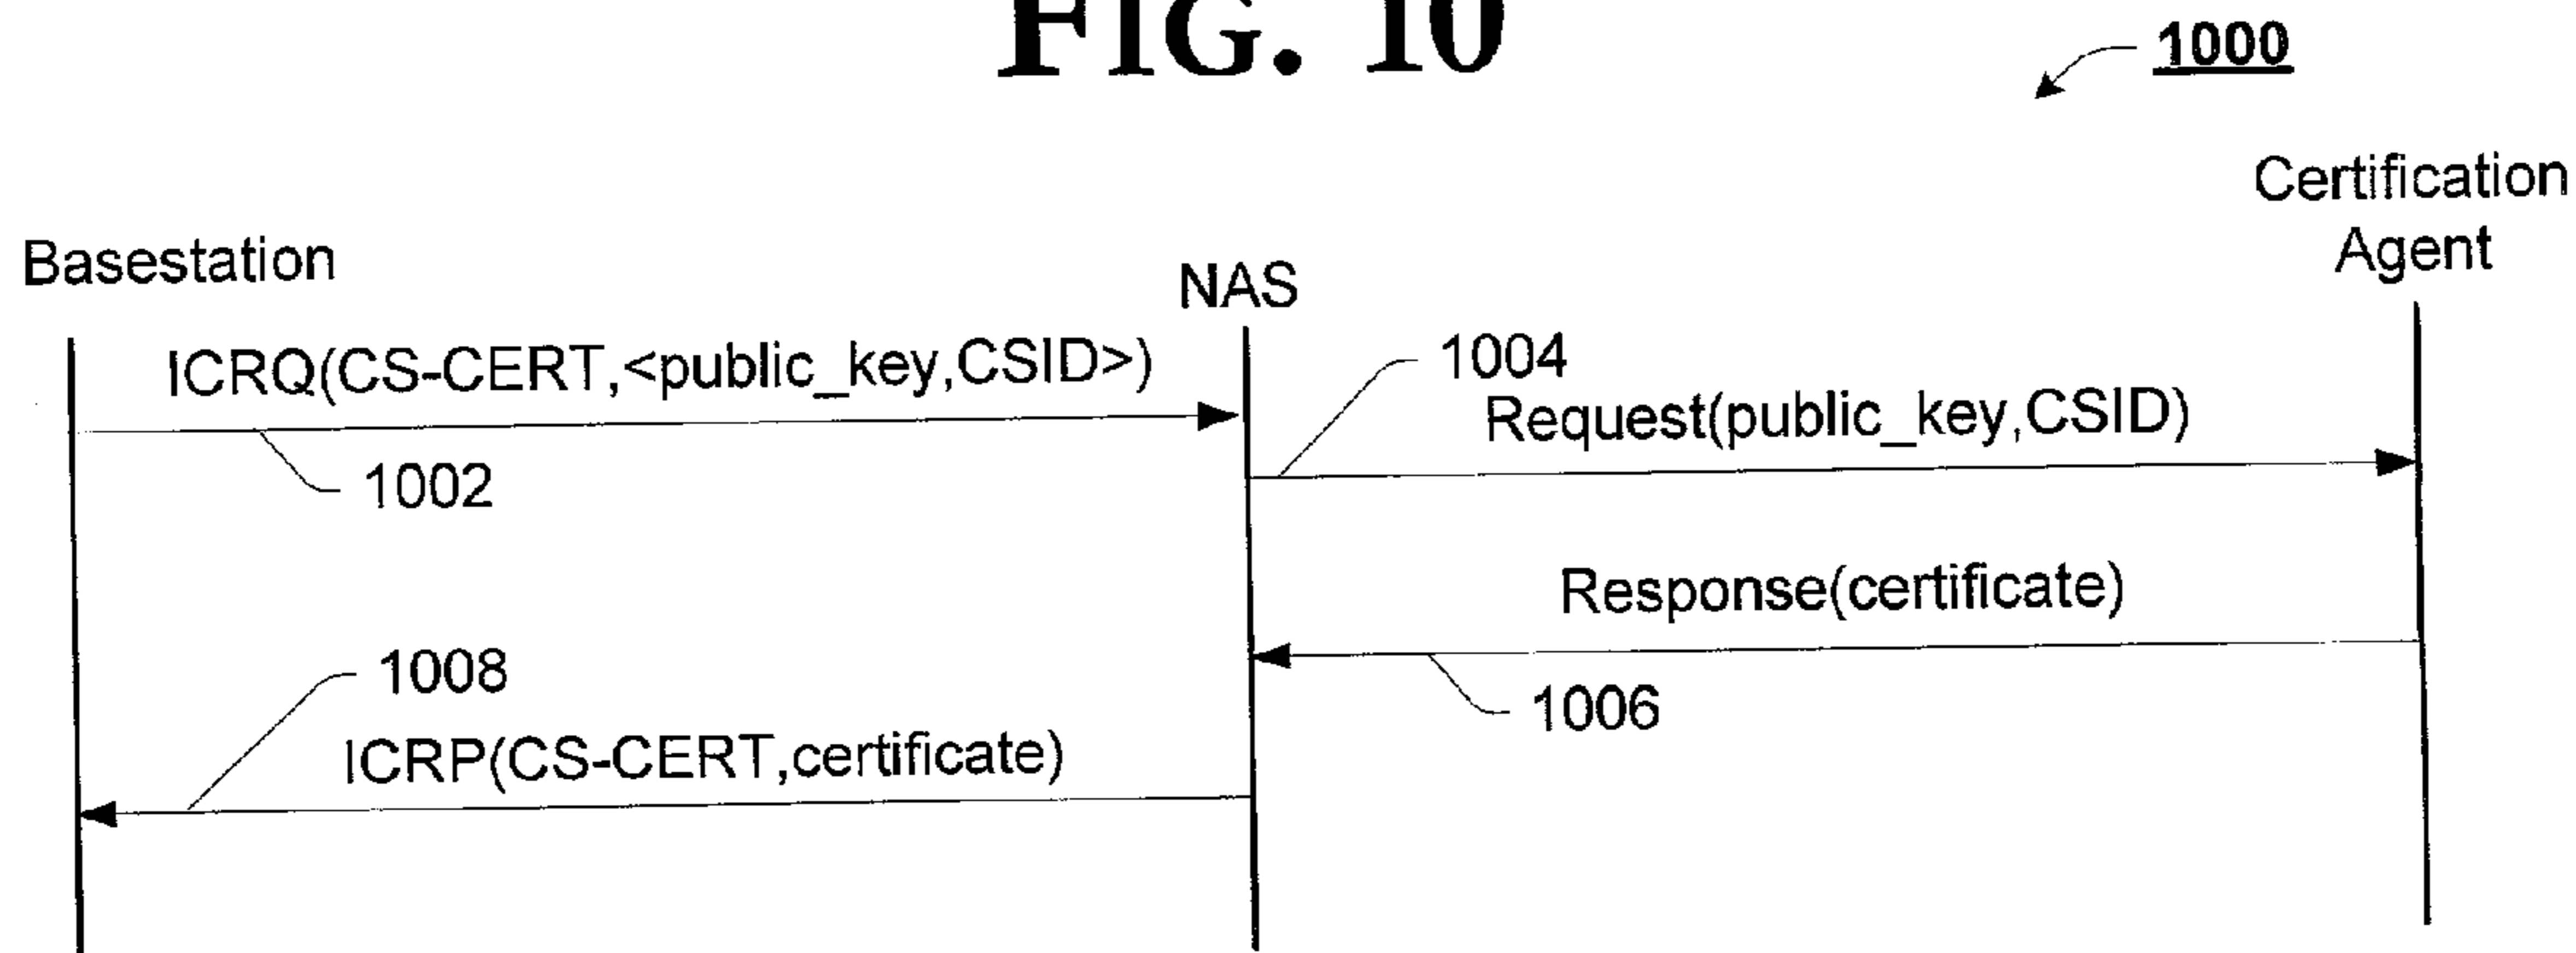 FIG. 10
1000
Certification
Agent
Basestation
NAS
ICRQ(CS-CERT,<public_key,CSID>)
1004
Request(public_key,CSID)
1002
Response(certificate)
1008
1006
ICRP(CS-CERT,certificate)